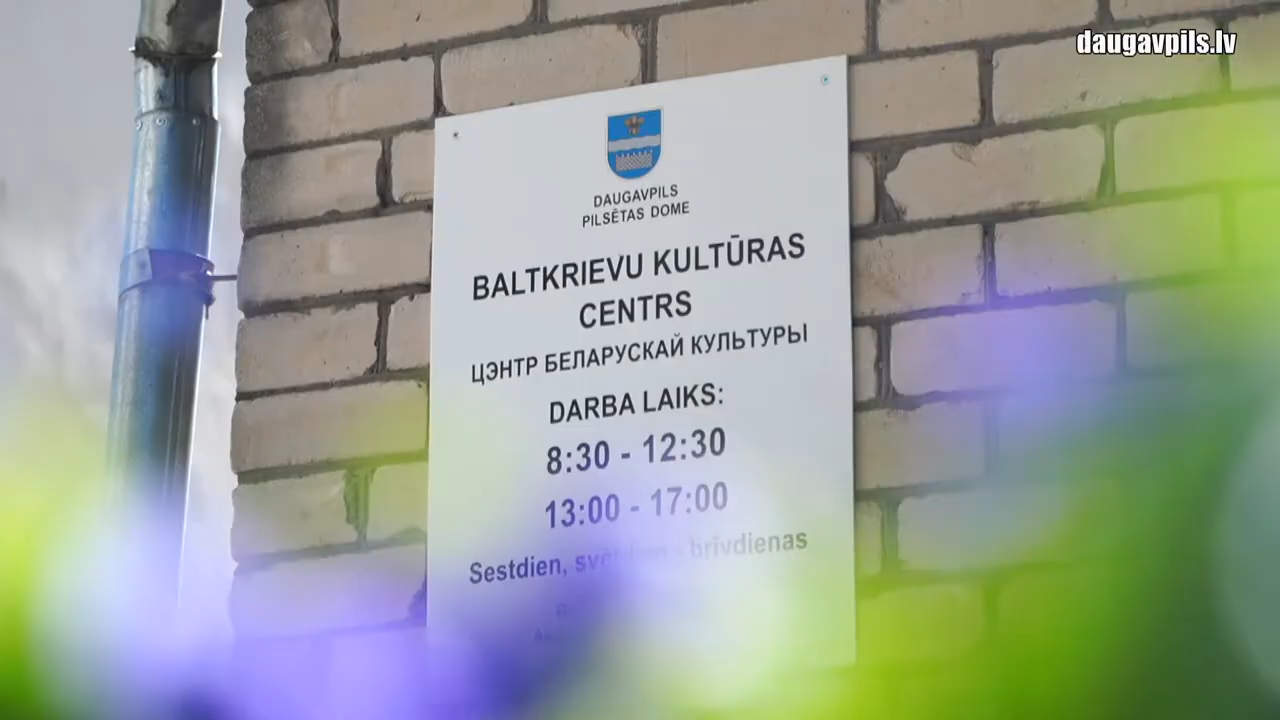 daugavpils.lv
DAUGAVPILS
PILSĒTAS DOME
BALTKRIEVU KULTŪRAS
CENTRS
ЦЭНТР БЕЛАРУСКАЙ КУЛЬТУРЫ
DARBA LAIKS:
8:30 - 12:30
13:00 - 17:00
Sestdien, brīvdienas